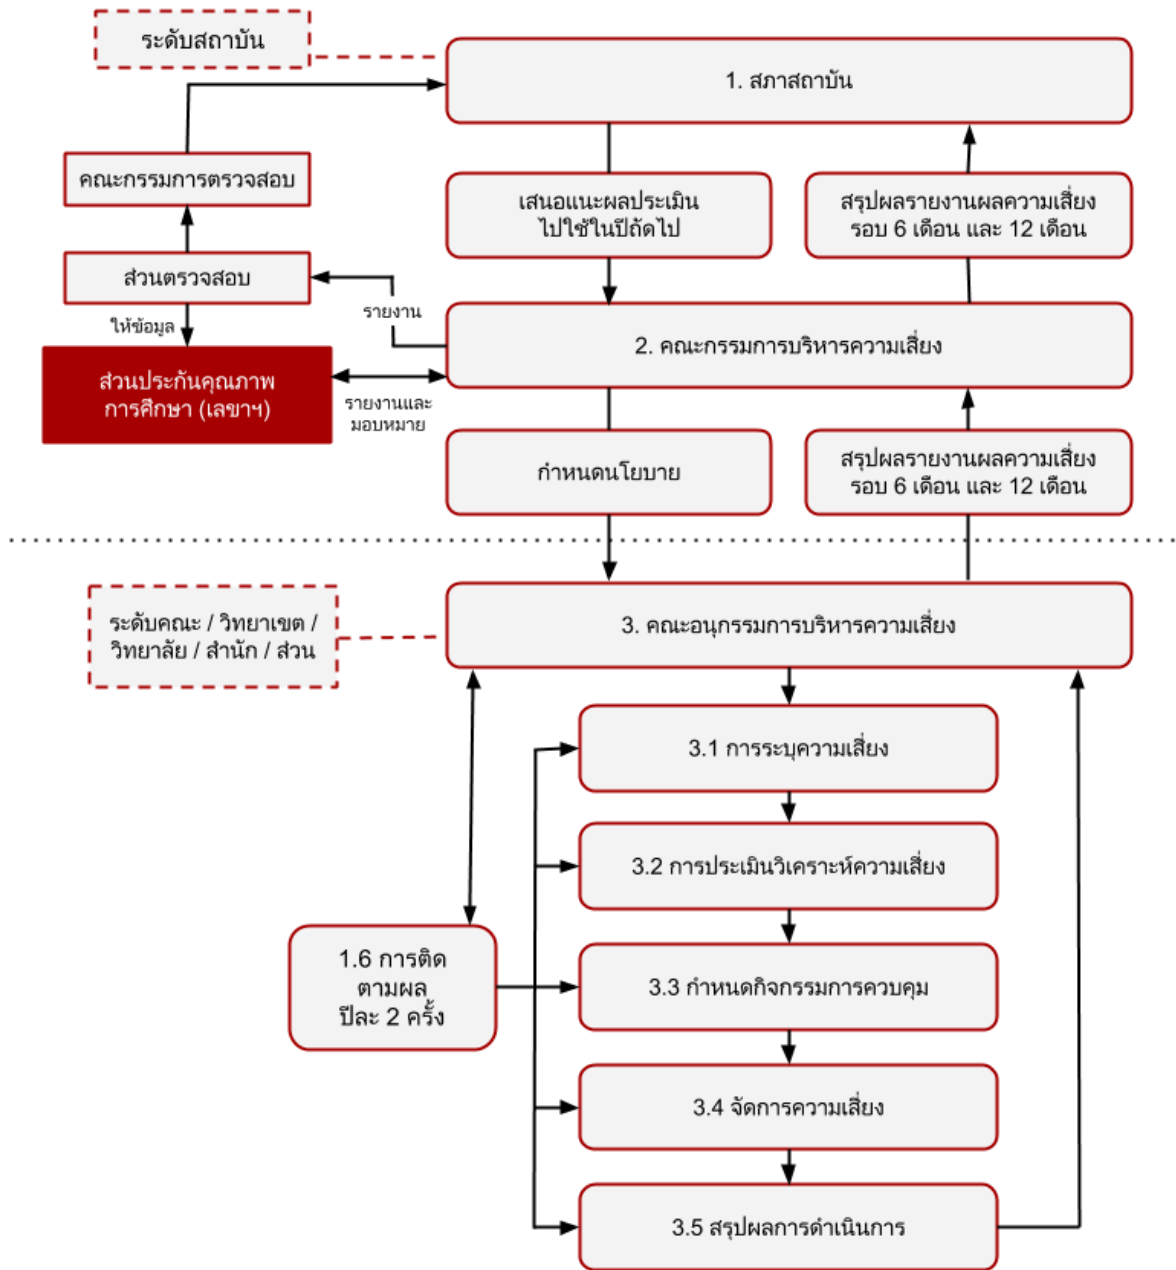 ระดับสถาบัน
1. สภาสถาบัน
คณะกรรมการตรวจสอบ
เสนอแนะผลประเมิน
ไปใช้ในปีถัดไป
สรุปผลรายงานผลความเสี่ยง
รอบ 6 เดือน และ 12 เดือน
ส่วนตรวจสอบ
รายงาน
ให้ข้อมูล
2. คณะกรรมการบริหารความเสี่ยง
ส่วนประกันคุณภาพ
การศึกษา (เลขาฯ)
รายงานและ
มอบหมาย
กำหนดนโยบาย
สรุปผลรายงานผลความเสี่ยง
รอบ 6 เดือน และ 12 เดือน
ระดับคณะ / วิทยาเขต /
วิทยาลัย / สำนัก / ส่วน
3. คณะอนุกรรมการบริหารความเสี่ยง
3.1 การระบุความเสี่ยง
3.2 การประเมินวิเคราะห์ความเสี่ยง
1.6 การติด
ตามผล
ปีละ 2 ครั้ง
3.3 กำหนดกิจกรรมการควบคุม
3.4 จัดการความเสี่ยง
3.5 สรุปผลการดำเนินการ